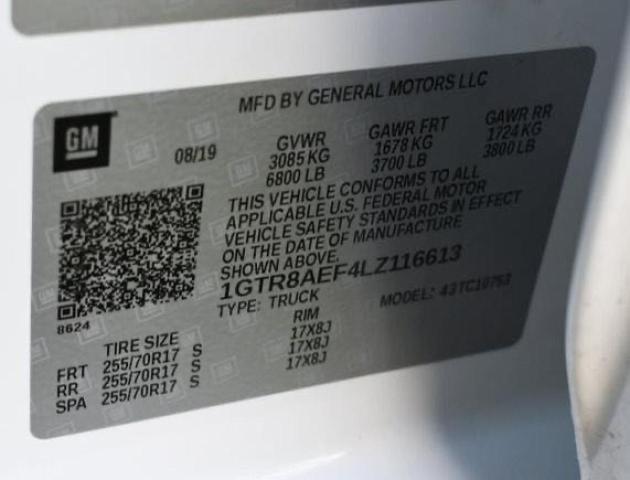 MFD BY GENERAL MOTORS LLC
GM
08/19 GVWR GAWR FRT GAWR RR
3085 KG 1678 KG 1724 KG
6800 LB 3700 LB 3800 LB
THIS VEHICLE CONFORMS TO ALL
APPLICABLE U.S. FEDERAL MOTOR
VEHICLE SAFETY STANDARDS IN EFFECT
ON THE DATE OF MANUFACTURE
SHOWN ABOVE.
1GTR8AEF4LZ116613
TYPE: TRUCK MODEL: 43TC10753
8624
TIRE SIZE RIM
FRT 255/70R17 S 17X8J
RR 255/70R17 S 17X8J
SPA 255/70R17 S 17X8J